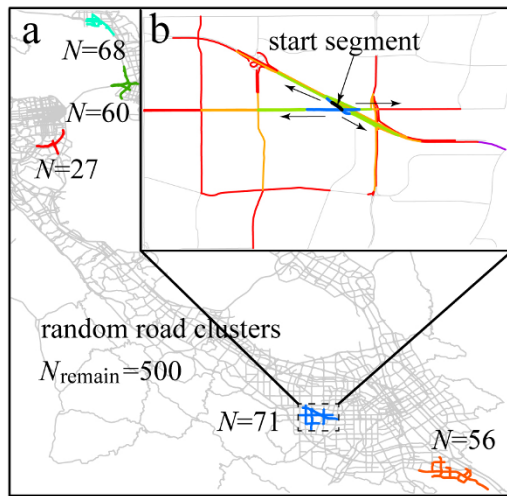 a
b
N=68
start segment
N=60
N=27
random road clusters
Nremain=500
N=71
N=56